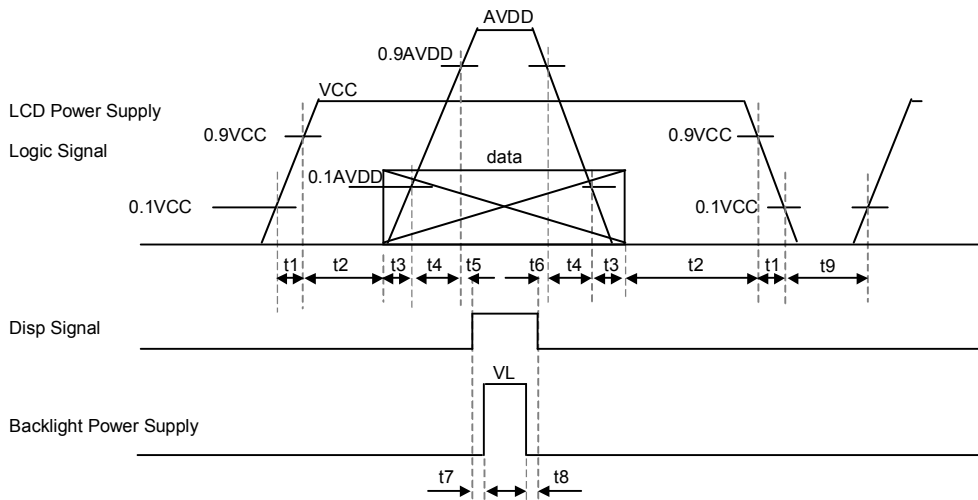 AVDD
0.9AVDD
VCC
LCD Power Supply
0.9VCC 0.9VCC
Logic Signal
data
0.1AVDD
0.1VCC 0.1VCC
t1 t2 t3 t4 t5 t6 t4 t3 t2 t1 t9
Disp Signal
VL
Backlight Power Supply
t7 t8